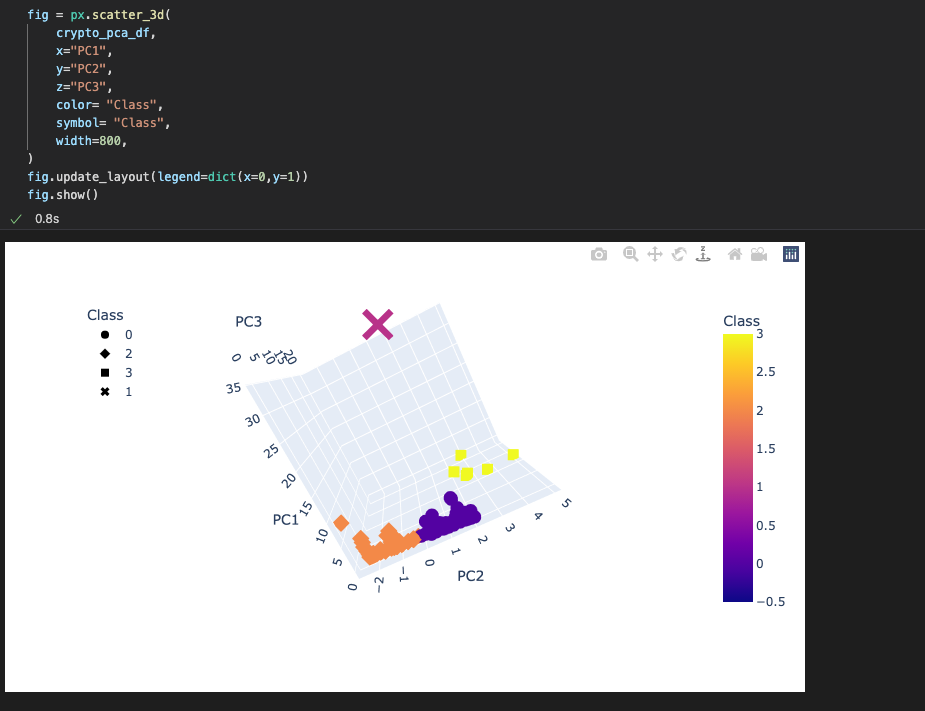 fig = px.scatter_3d(
    crypto_pca_df,
    x="PC1",
    y="PC2",
    z="PC3",
    color= "Class",
    symbol= "Class",
    width=800,
)
fig.update_layout(legend=dict(x=0,y=1))
fig.show()
0.8s
z
Class
0
2
3
1
PC3
0 5 10 15 20
35
30
25
20
15
10
5
0
PC1
−2 −1 0 1 2 3 4 5
PC2
Class
3
2.5
2
1.5
1
0.5
0
−0.5